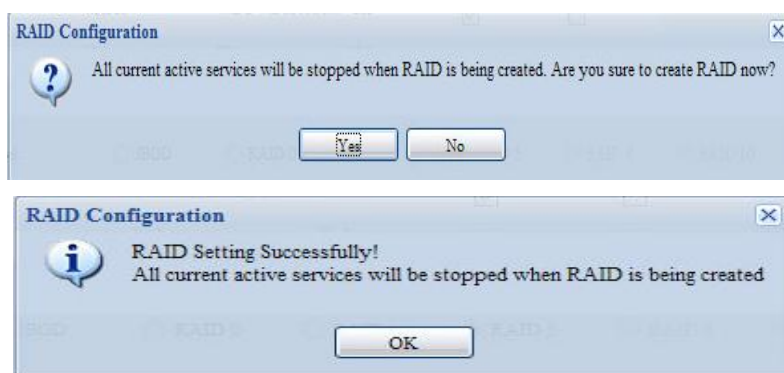 RAID Configuration
All current active services will be stopped when RAID is being created. Are you sure to create RAID now?
Yes
No
RAID Configuration
RAID Setting Successfully!
All current active services will be stopped when RAID is being created
OK